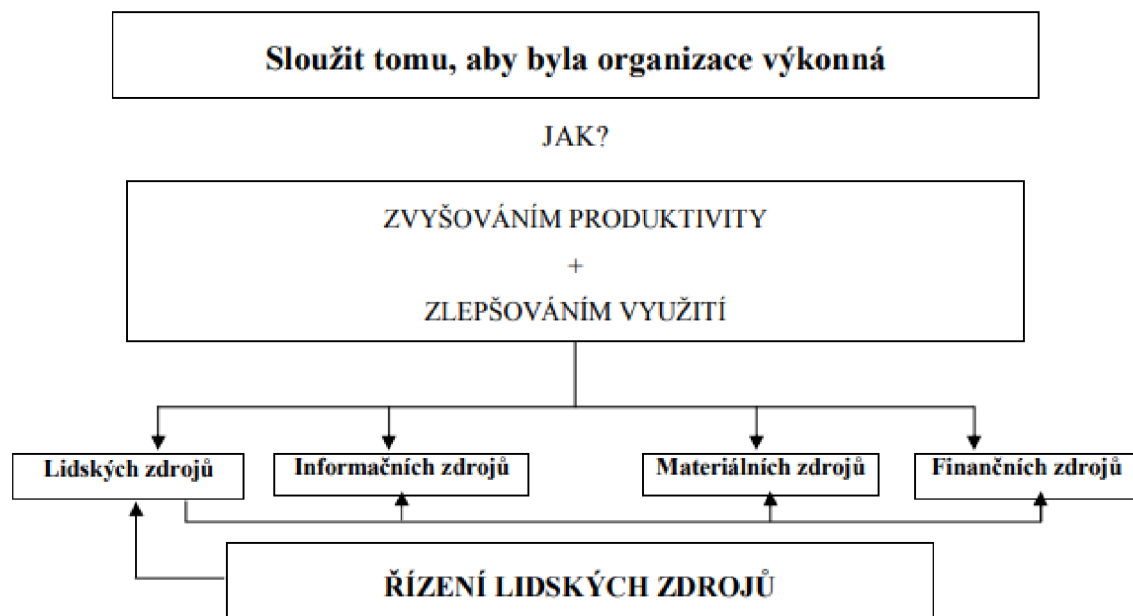 Sloužit tomu, aby byla organizace výkonná
JAK?
ZVYŠOVÁNÍM PRODUKTIVITY
+
ZLEPŠOVÁNÍM VYUŽITÍ
Lidských zdrojů
Informačních zdrojů
Materiálních zdrojů
Finančních zdrojů
ŘÍZENÍ LIDSKÝCH ZDROJŮ